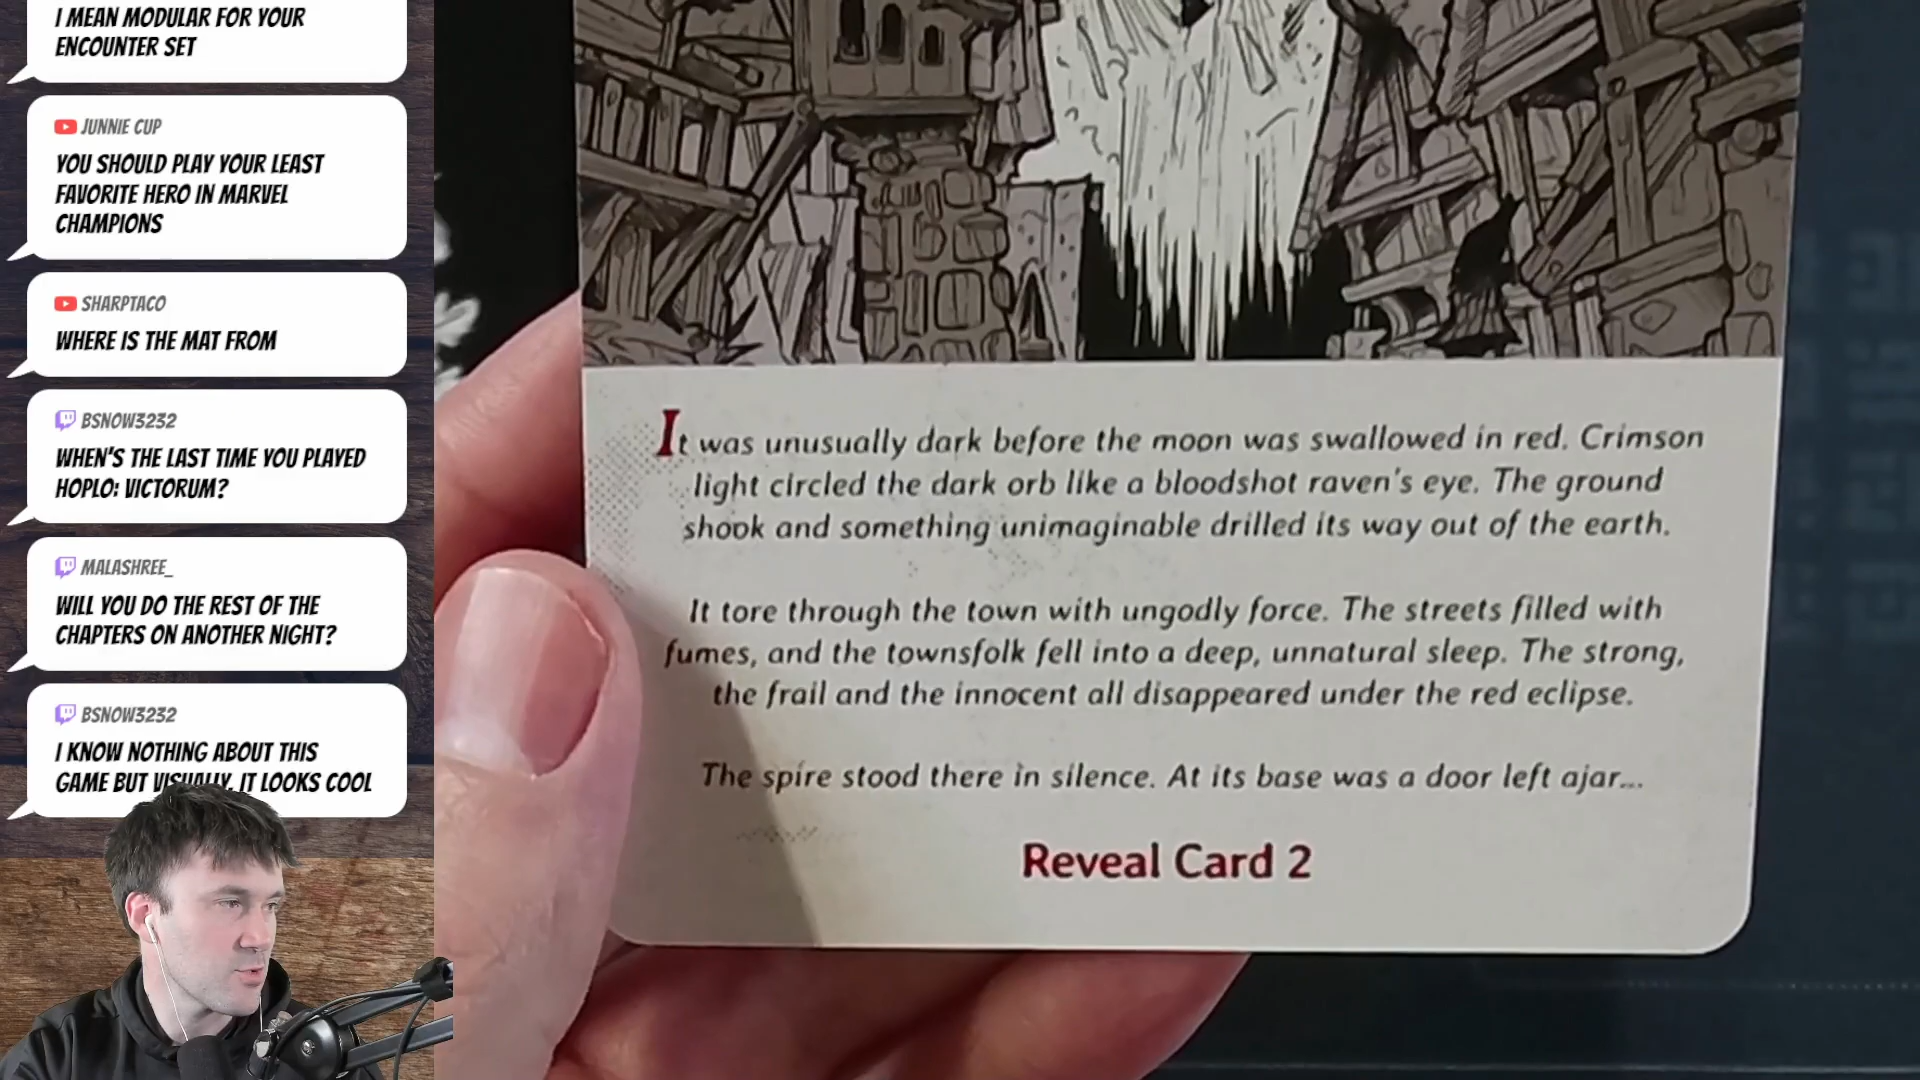 I MEAN MODULAR FOR YOUR
ENCOUNTER SET
JUNNIE CUP
YOU SHOULD PLAY YOUR LEAST
FAVORITE HERO IN MARVEL
CHAMPIONS
SHARPTACO
WHERE IS THE MAT FROM
BSNOW3232
WHEN'S THE LAST TIME YOU PLAYED
HOPLO: VICTORUM?
MALASHREE_
WILL YOU DO THE REST OF THE
CHAPTERS ON ANOTHER NIGHT?
BSNOW3232
I KNOW NOTHING ABOUT THIS
GAME BUT VISUALLY, IT LOOKS COOL
It was unusually dark before the moon was swallowed in red. Crimson
light circled the dark orb like a bloodshot raven's eye. The ground
shook and something unimaginable drilled its way out of the earth.
It tore through the town with ungodly force. The streets filled with
fumes, and the townsfolk fell into a deep, unnatural sleep. The strong,
the frail and the innocent all disappeared under the red eclipse.
The spire stood there in silence. At its base was a door left ajar...
Reveal Card 2